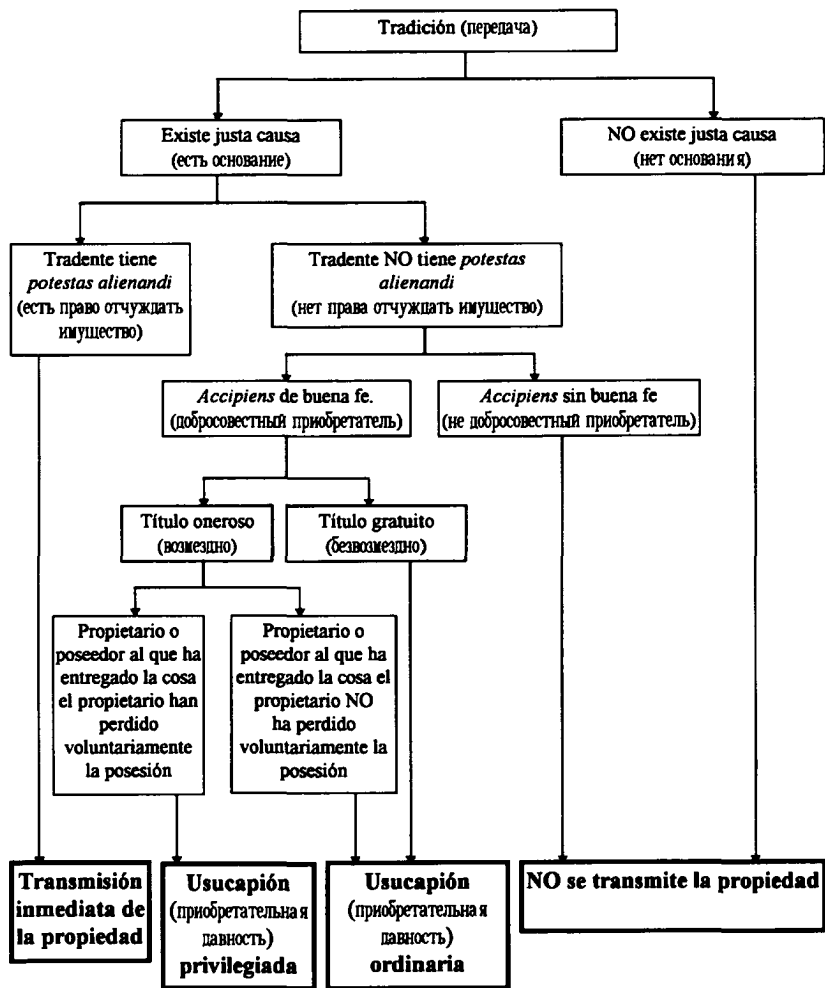 Tradición (передача)
Existe justa causa
(есть основание)
NO existe justa causa
(нет основания)
Tradente tiene
potestas alienandi
(есть право отчуждать
имущество)
Tradente NO tiene potestas
alienandi
(нет права отчуждать имущество)
Accipiens de buena fe.
(добросовестный приобретатель)
Accipiens sin buena fe
(не добросовестный приобретатель)
Título oneroso
(возмездно)
Título gratuito
(безвозмездно)
Propietario o
poseedor al que ha
entregado la cosa
el propietario han
perdido
voluntariamente
la posesión
Propietario o
poseedor al que ha
entregado la cosa el
propietario NO
ha perdido
voluntariamente la
posesión
Transmisión
inmediata de
la propiedad
Usucapión
(приобретательная
давность)
privilegiada
Usucapión
(приобретательная
давность)
ordinaria
NO se transmite la propiedad